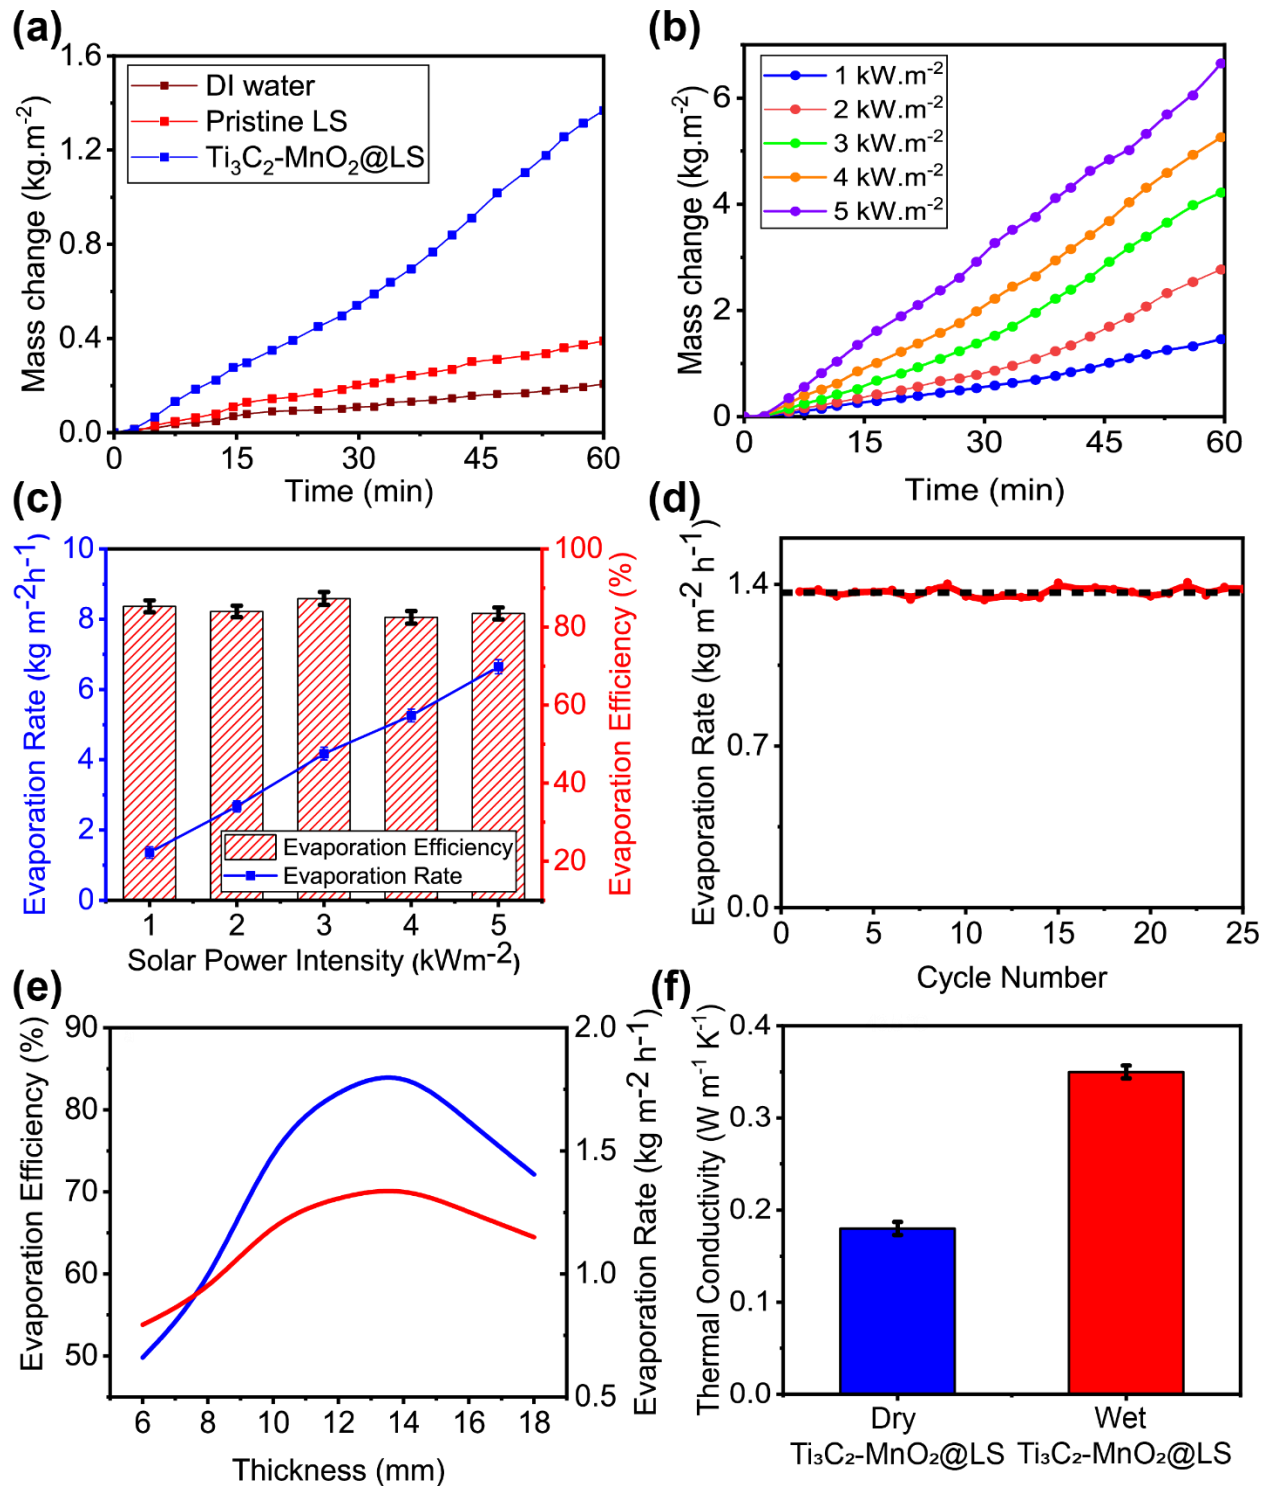 (a)
1.6
1.2
0.8
0.4
0.0
Mass change (kg.m⁻²)
DI water
Pristine LS
Ti₃C₂-MnO₂@LS
0 15 30 45 60
Time (min)
(b)
6
4
2
0
Mass change (kg.m⁻²)
1 kW.m⁻²
2 kW.m⁻²
3 kW.m⁻²
4 kW.m⁻²
5 kW.m⁻²
0 15 30 45 60
Time (min)
(c)
10
8
6
4
2
0
Evaporation Rate (kg m⁻²h⁻¹)
100
80
60
40
20
Evaporation Efficiency (%)
Evaporation Efficiency
Evaporation Rate
1 2 3 4 5
Solar Power Intensity (kWm⁻²)
(d)
1.4
0.7
0.0
Evaporation Rate (kg m⁻² h⁻¹)
0 5 10 15 20 25
Cycle Number
(e)
90
80
70
60
50
Evaporation Efficiency (%)
2.0
1.5
1.0
0.5
Evaporation Rate (kg m⁻² h⁻¹)
6 8 10 12 14 16 18
Thickness (mm)
(f)
0.4
0.3
0.2
0.1
0.0
Thermal Conductivity (W m⁻¹ K⁻¹)
Dry
Ti₃C₂-MnO₂@LS
Wet
Ti₃C₂-MnO₂@LS